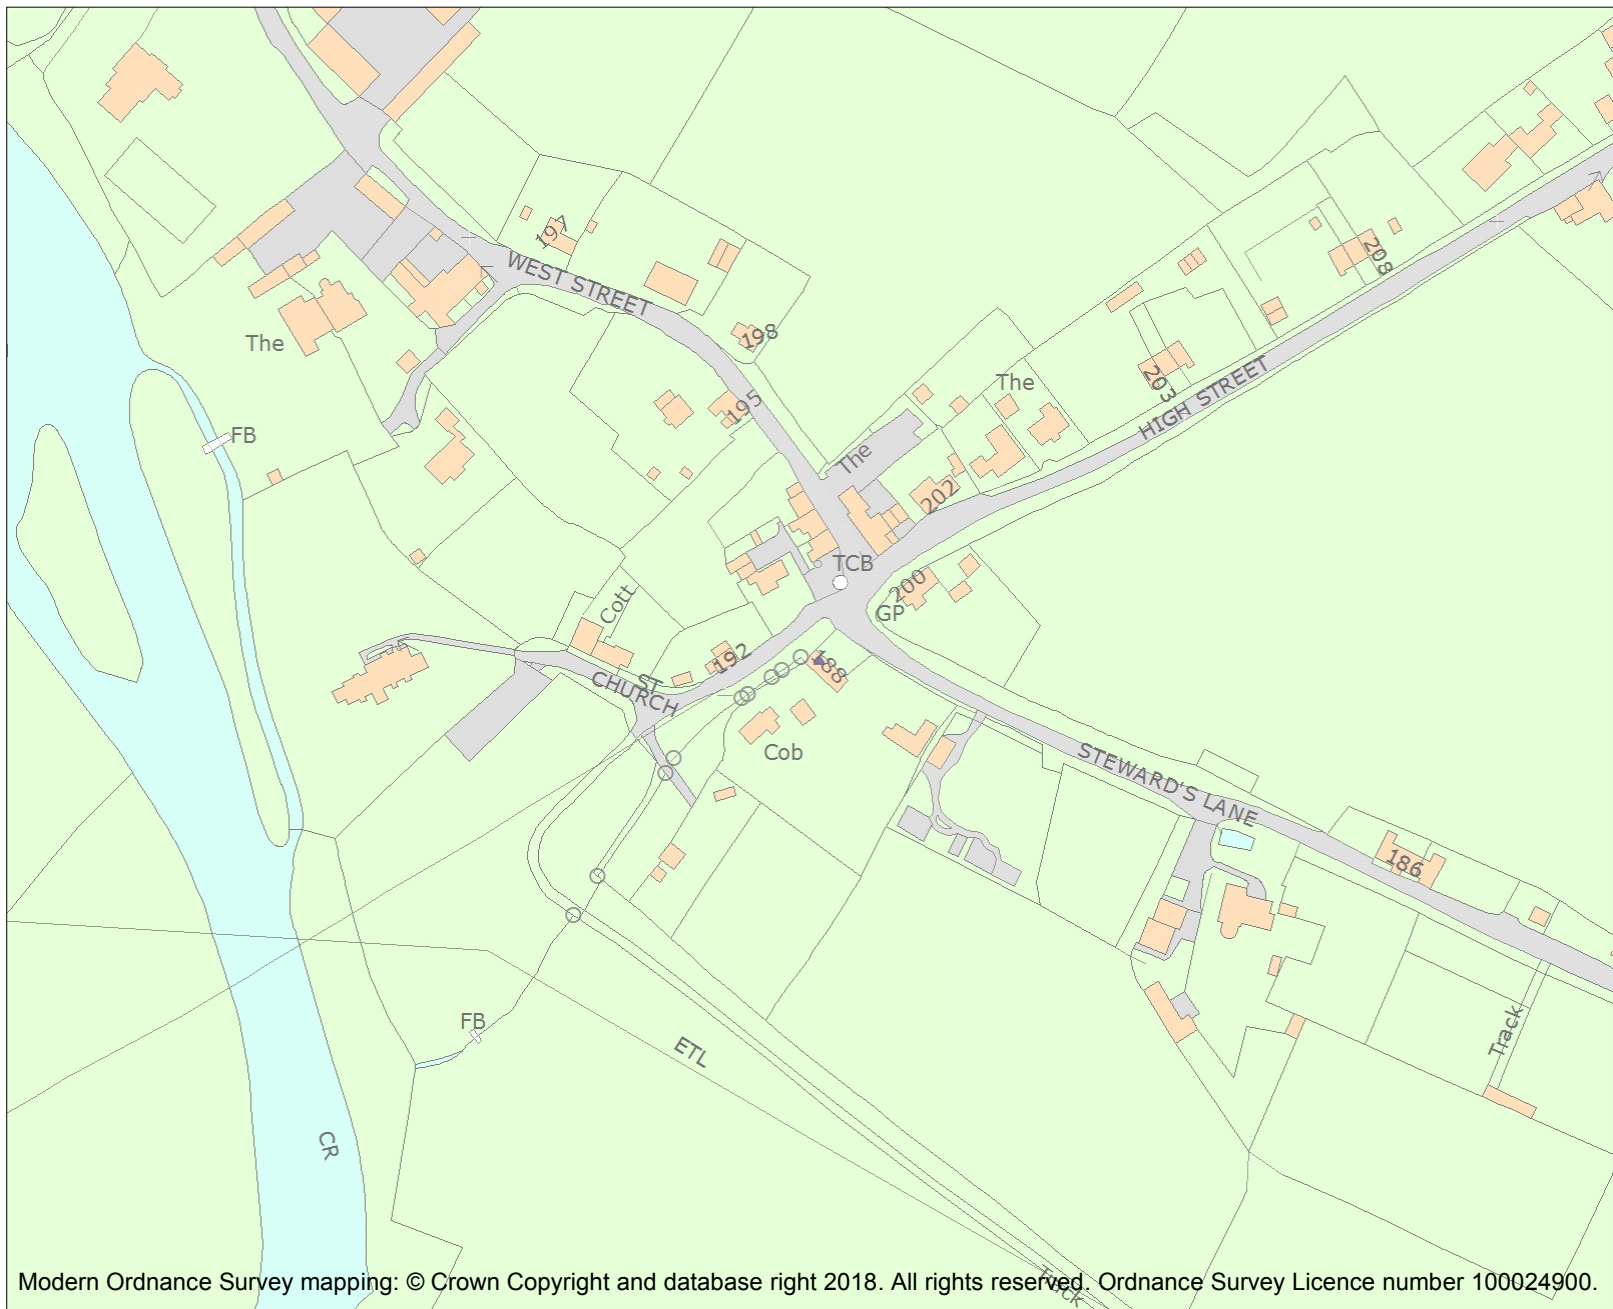 197
WEST STREET
208
The
198
The
203
HIGH STREET
195
FB
The
202
TCB
200
GP
Cott
192
188
ST
CHURCH
Cob
STEWARD'S LANE
186
FB
ETL
Track
CR
Track
Modern Ordnance Survey mapping: © Crown Copyright and database right 2018. All rights reserved. Ordnance Survey Licence number 100024900.